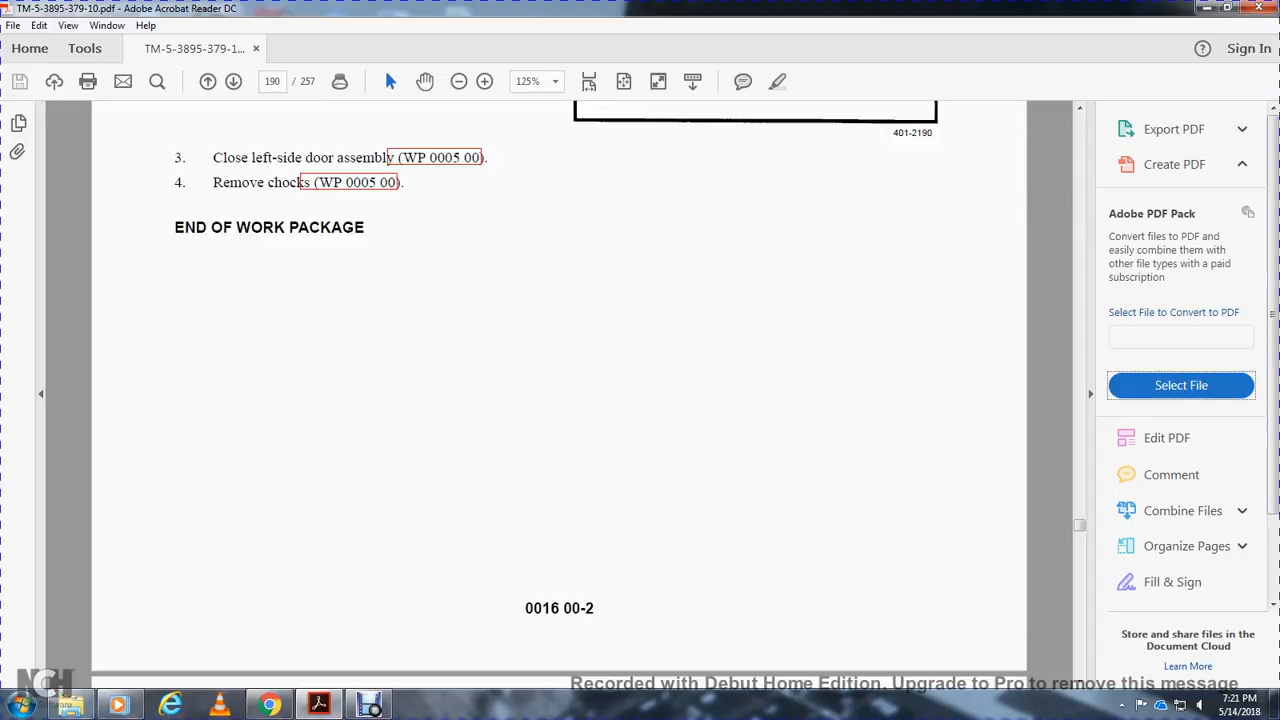 TM-5-3895-379-10.pdf - Adobe Acrobat Reader DC
File Edit View Window Help
Home Tools TM-5-3895-379-1... × Sign In
190 / 257 125%
401-2190
3. Close left-side door assembly (WP 0005 00).
4. Remove chocks (WP 0005 00).
END OF WORK PACKAGE
0016 00-2
Export PDF
Create PDF
Adobe PDF Pack
Convert files to PDF and
easily combine them with
other file types with a paid
subscription
Select File to Convert to PDF
Select File
Edit PDF
Comment
Combine Files
Organize Pages
Fill & Sign
Store and share files in the
Document Cloud
Learn More
NCH
Software
Recorded with Debut Home Edition. Upgrade to Pro to remove this message
7:21 PM
5/14/2018